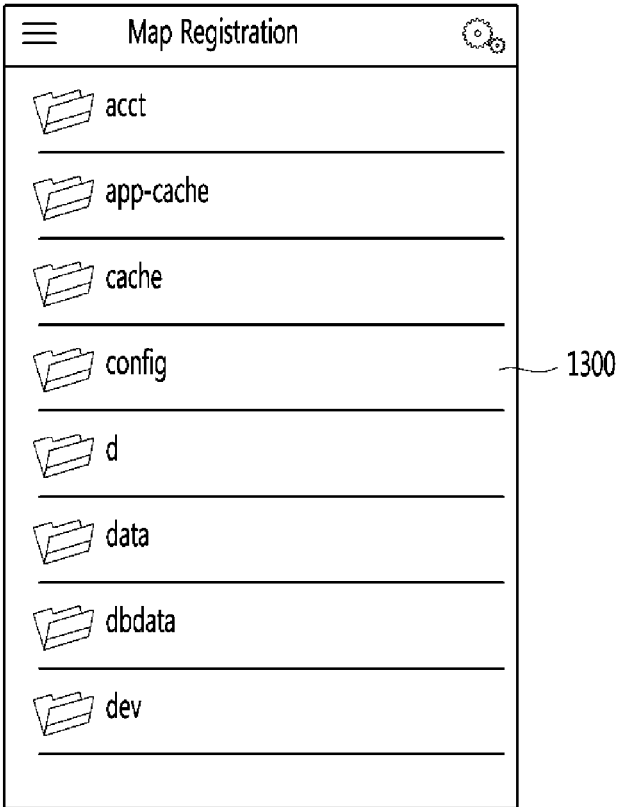 Map Registration
acct
app-cache
cache
config
1300
d
data
dbdata
dev